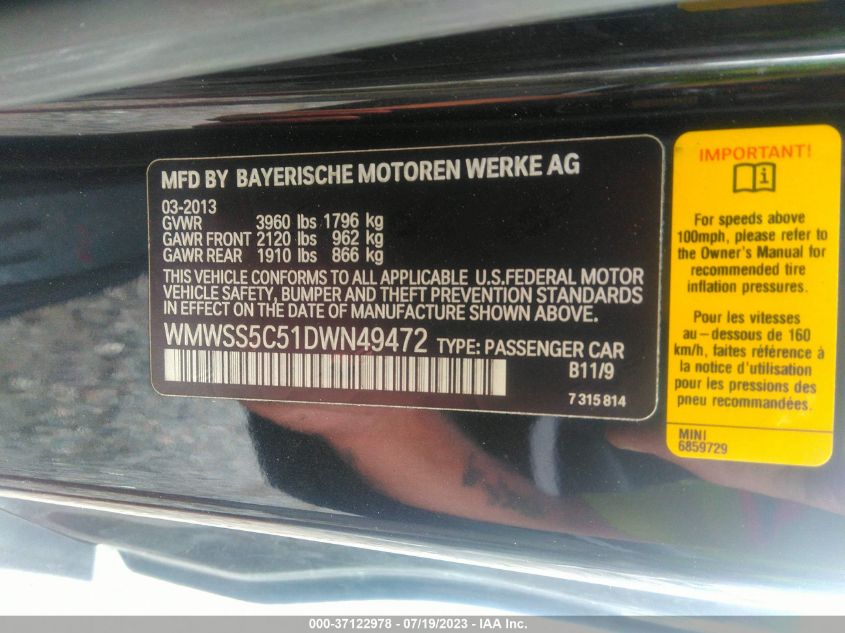 MFD BY BAYERISCHE MOTOREN WERKE AG
03-2013
GVWR 3960 lbs 1796 kg
GAWR FRONT 2120 lbs 962 kg
GAWR REAR 1910 lbs 866 kg
THIS VEHICLE CONFORMS TO ALL APPLICABLE U.S.FEDERAL MOTOR
VEHICLE SAFETY, BUMPER AND THEFT PREVENTION STANDARDS
IN EFFECT ON THE DATE OF MANUFACTURE SHOWN ABOVE.
WMWSS5C51DWN49472 TYPE: PASSENGER CAR
B11/9
7 315 814
IMPORTANT!
i
For speeds above
100mph, please refer to
the Owner's Manual for
recommended tire
inflation pressures.
Pour les vitesses
au-dessous de 160
km/h, faites référence à
la notice d'utilisation
pour les pressions des
pneu recommandées.
MINI
6859729
000-37122978 - 07/19/2023 - © IAA Inc.